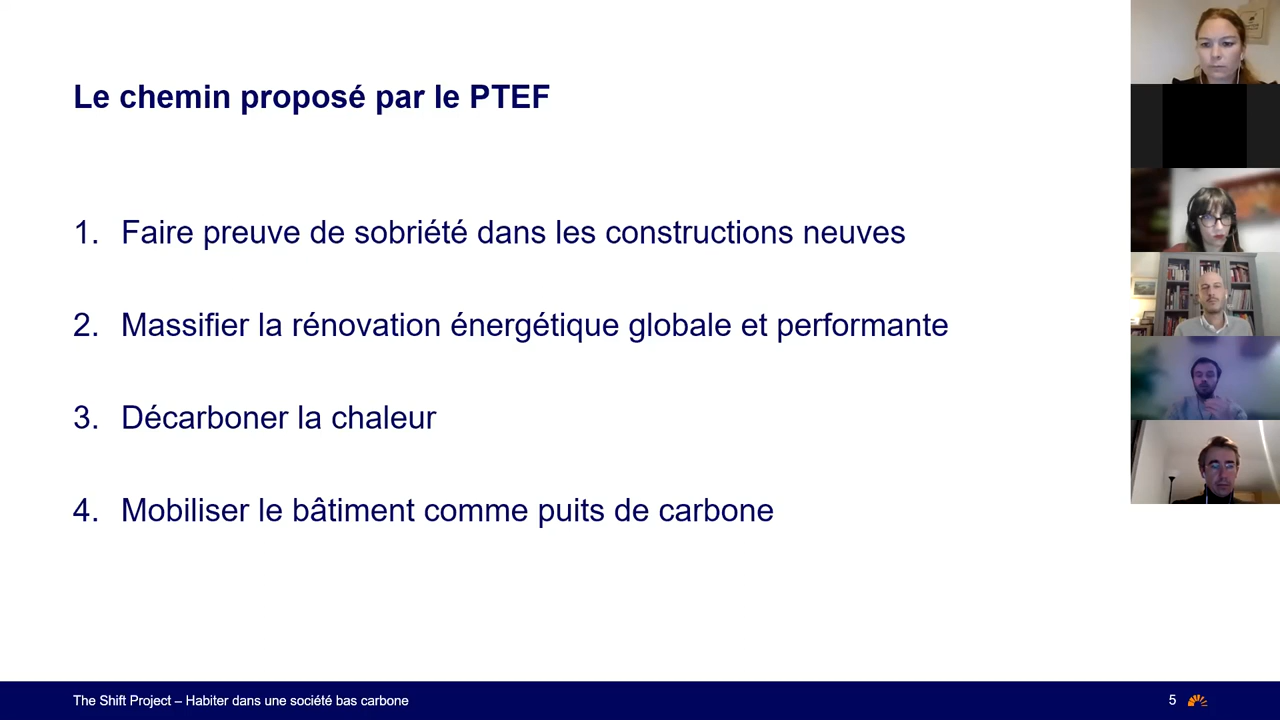 Le chemin proposé par le PTEF
1. Faire preuve de sobriété dans les constructions neuves
2. Massifier la rénovation énergétique globale et performante
3. Décarboner la chaleur
4. Mobiliser le bâtiment comme puits de carbone
The Shift Project – Habiter dans une société bas carbone
5